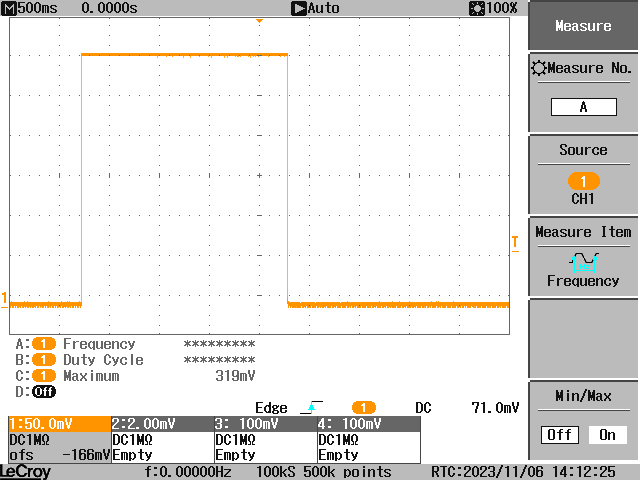 M 500ms 0.0000s Auto 100%
Measure
Measure No.
A
Source
1
CH1
T
Measure Item
Frequency
1
A: 1 Frequency *********
B: 1 Duty Cycle *********
C: 1 Maximum 319mV
D: Off
Edge 1 DC 71.0mV
Min/Max
Off On
1:50.0mV 2:2.00mV 3: 100mV 4: 100mV
DC1MΩ DC1MΩ DC1MΩ DC1MΩ
ofs -166mV Empty Empty Empty
LeCroy f:0.00000Hz 100kS 500k points RTC:2023/11/06 14:12:25